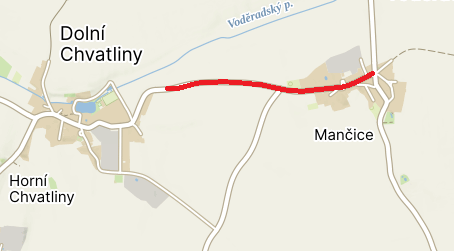 Voděradský p.
Dolní
Chvatliny
Mančice
Horní
Chvatliny